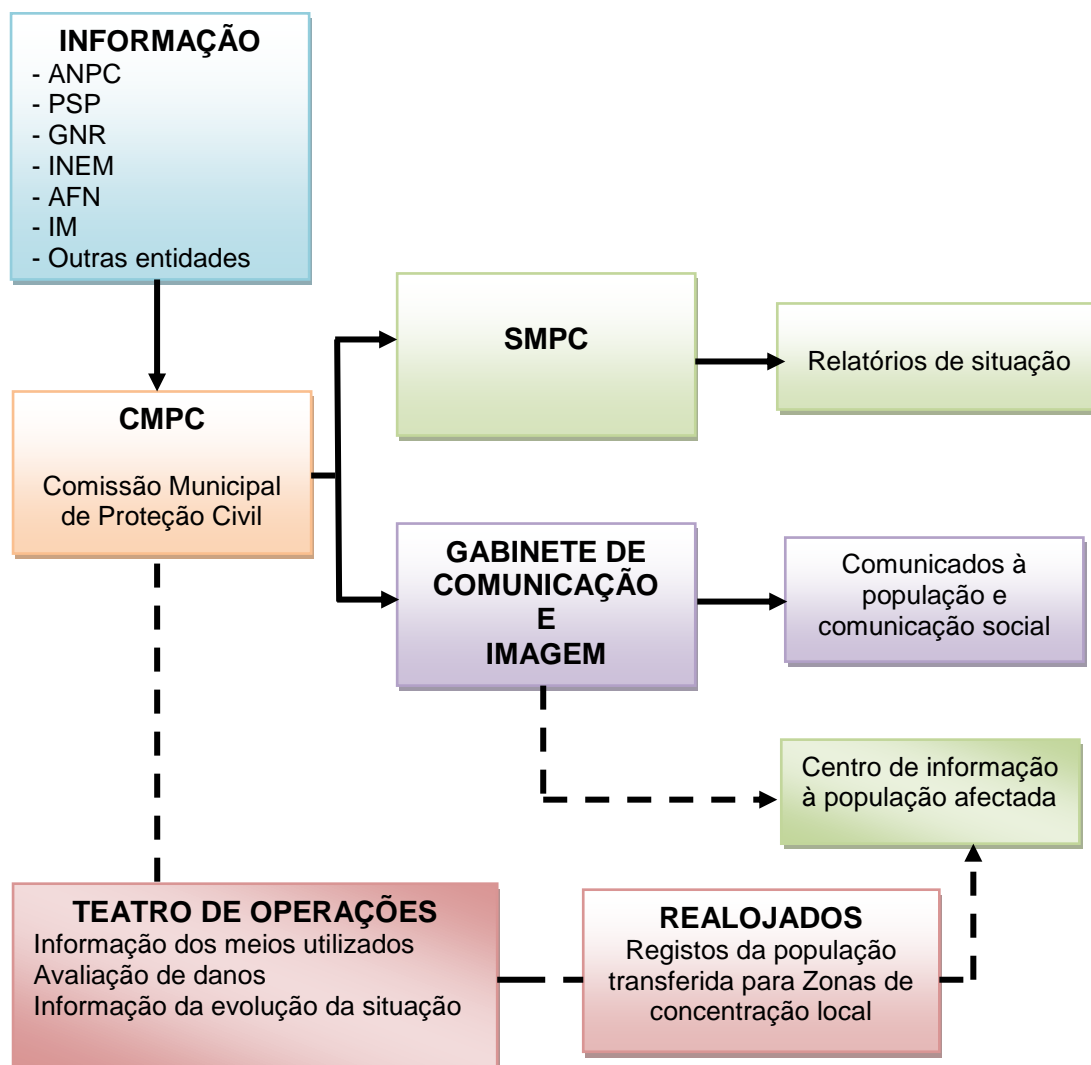 INFORMAÇÃO
- ANPC
- PSP
- GNR
- INEM
- AFN
- IM
- Outras entidades
SMPC
Relatórios de situação
CMPC
Comissão Municipal
de Proteção Civil
GABINETE DE
COMUNICAÇÃO
E
IMAGEM
Comunicados à
população e
comunicação social
Centro de informação
à população afectada
TEATRO DE OPERAÇÕES
Informação dos meios utilizados
Avaliação de danos
Informação da evolução da situação
REALOJADOS
Registos da população
transferida para Zonas de
concentração local